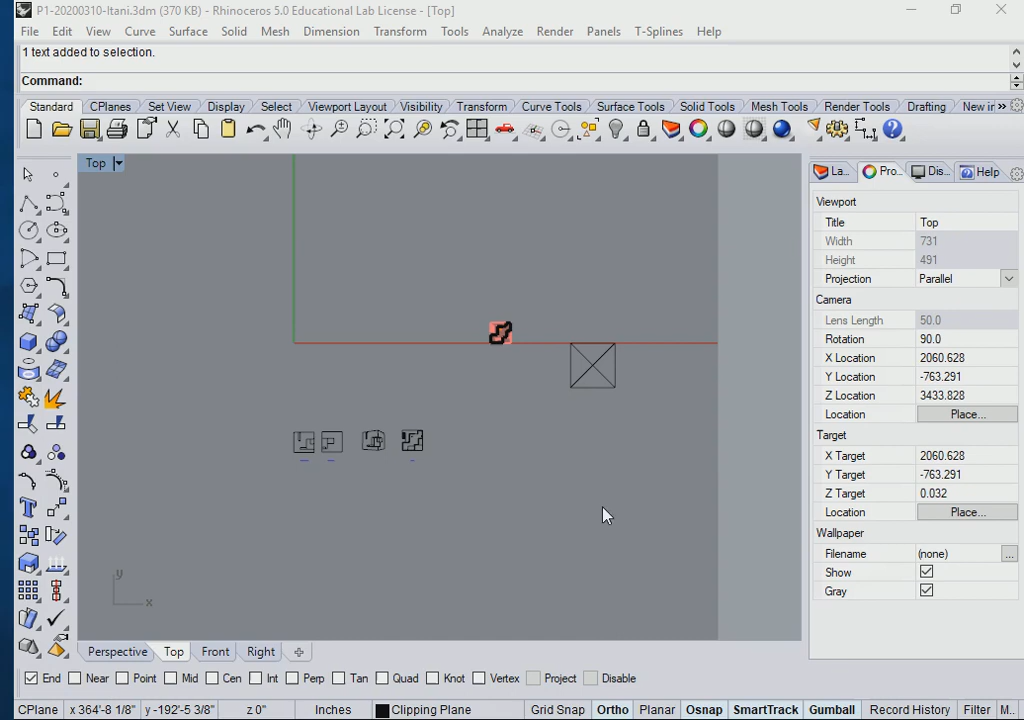 P1-20200310-Itani.3dm (370 KB) - Rhinoceros 5.0 Educational Lab License - [Top]
File Edit View Curve Surface Solid Mesh Dimension Transform Tools Analyze Render Panels T-Splines Help
1 text added to selection.
Command:
Standard CPlanes Set View Display Select Viewport Layout Visibility Transform Curve Tools Surface Tools Solid Tools Mesh Tools Render Tools Drafting New in »
Top
La... Pro... Dis... Help
Viewport
Title Top
Width 731
Height 491
Projection Parallel
Camera
Lens Length 50.0
Rotation 90.0
X Location 2060.628
Y Location -763.291
Z Location 3433.828
Location Place...
Target
X Target 2060.628
Y Target -763.291
Z Target 0.032
Location Place...
Wallpaper
Filename (none) ...
Show
Gray
y
x
Perspective Top Front Right
End Near Point Mid Cen Int Perp Tan Quad Knot Vertex Project Disable
CPlane x 364'-8 1/8" y -192'-5 3/8" z 0" Inches Clipping Plane Grid Snap Ortho Planar Osnap SmartTrack Gumball Record History Filter M...